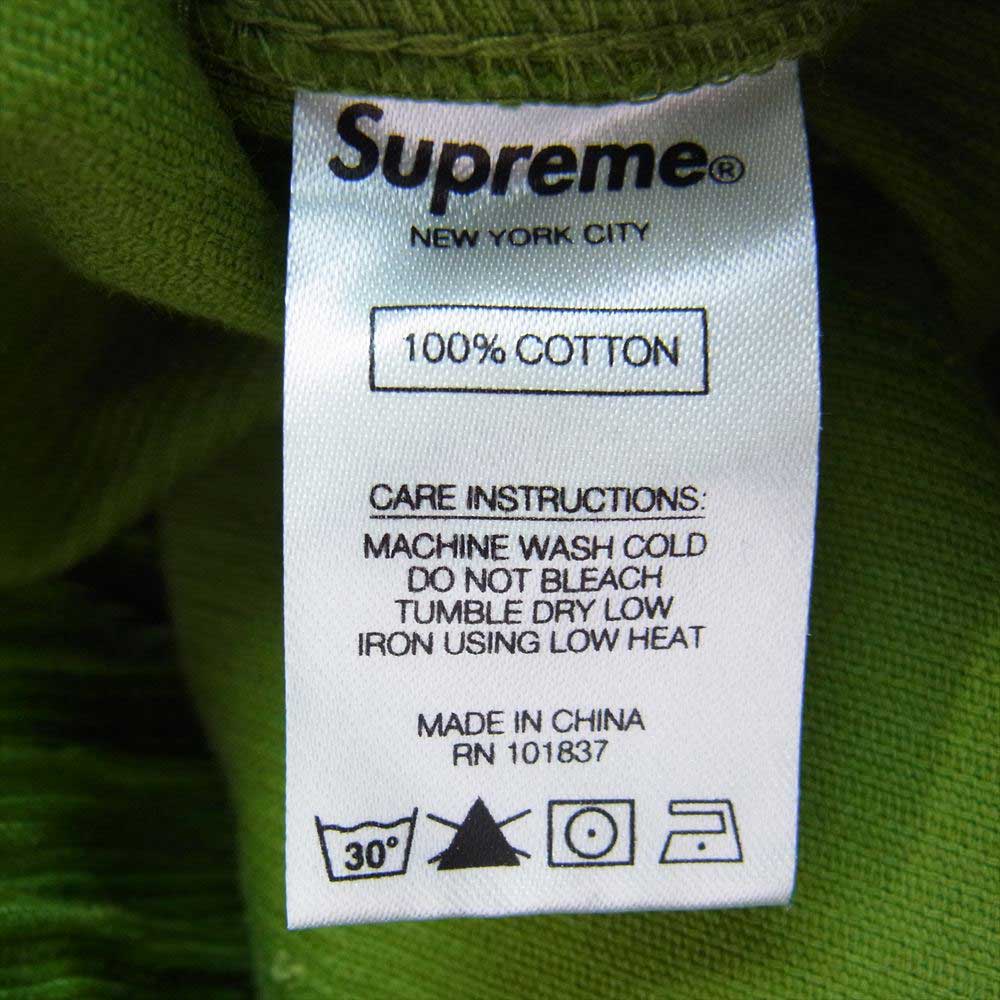 Supreme®
NEW YORK CITY
100% COTTON
CARE INSTRUCTIONS:
MACHINE WASH COLD
DO NOT BLEACH
TUMBLE DRY LOW
IRON USING LOW HEAT
MADE IN CHINA
RN 101837
30°